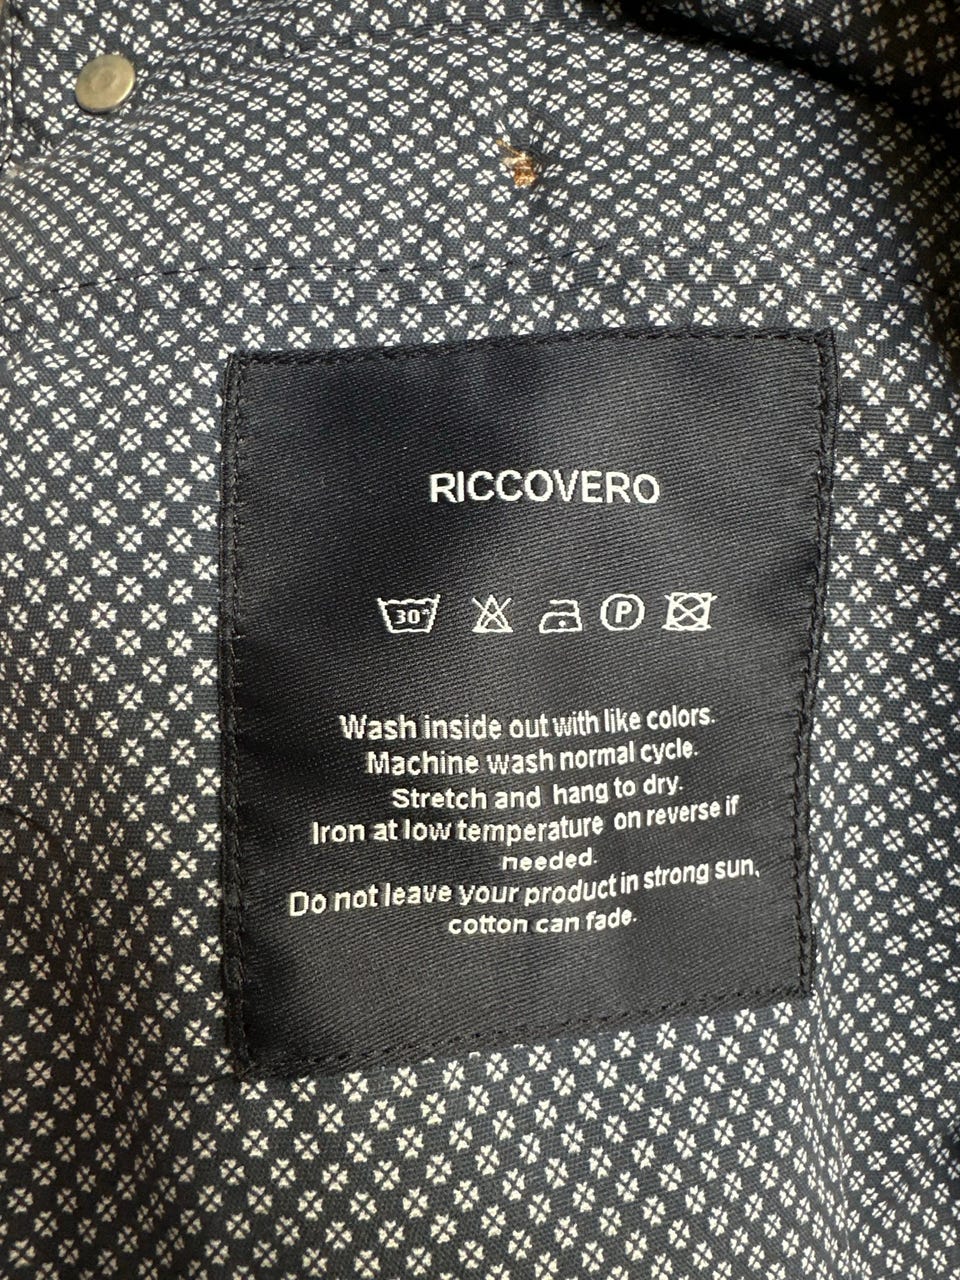 RICCOVERO
30° P
Wash inside out with like colors.
Machine wash normal cycle.
Stretch and hang to dry.
Iron at low temperature on reverse if
needed.
Do not leave your product in strong sun,
cotton can fade.